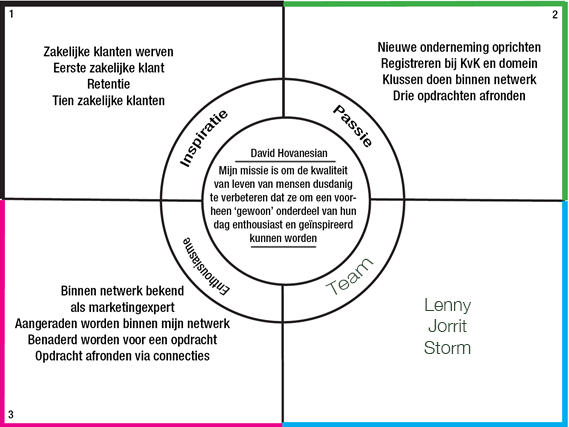 1
Zakelijke klanten werven
Eerste zakelijke klant
Retentie
Tien zakelijke klanten
2
Nieuwe onderneming oprichten
Registreren bij KvK en domein
Klussen doen binnen netwerk
Drie opdrachten afronden
Inspiratie
Passie
David Hovanesian
Mijn missie is om de kwaliteit
van leven van mensen dusdanig
te verbeteren dat ze om een voor-
heen ‘gewoon’ onderdeel van hun
dag enthousiast en geïnspireerd
kunnen worden
Enthousiasme
Team
Binnen netwerk bekend
als marketingexpert
Aangeraden worden binnen mijn netwerk
Benaderd worden voor een opdracht
Opdracht afronden via connecties
3
Lenny
Jorrit
Storm